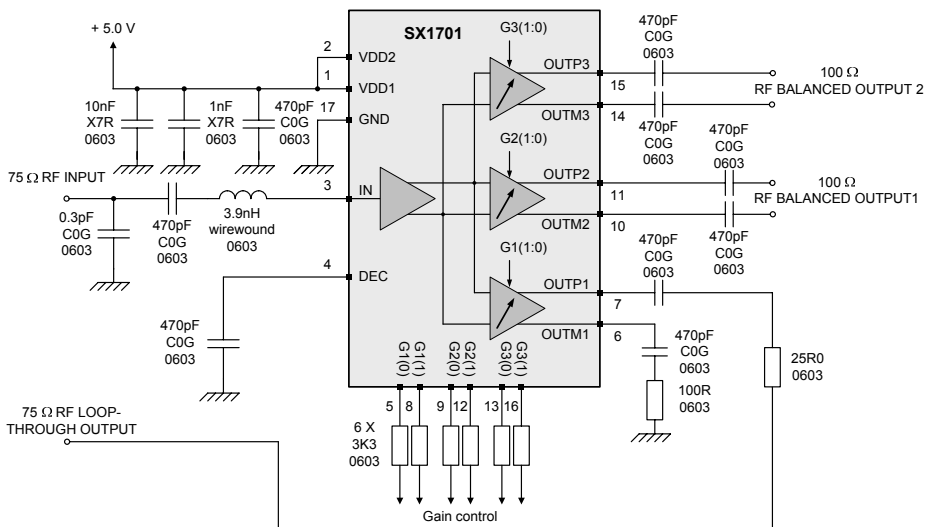 + 5.0 V
SX1701
G3(1:0)
470pF
C0G
0603
2
VDD2
1
VDD1
17
GND
10nF
X7R
0603
1nF
X7R
0603
470pF
C0G
0603
OUTP3
15
OUTM3
14
470pF
C0G
0603
100 Ω
RF BALANCED OUTPUT 2
75 Ω RF INPUT
3
IN
0.3pF
C0G
0603
470pF
C0G
0603
3.9nH
wirewound
0603
G2(1:0)
OUTP2
11
OUTM2
10
470pF
C0G
0603
470pF
C0G
0603
100 Ω
RF BALANCED OUTPUT1
4
DEC
470pF
C0G
0603
G1(1:0)
OUTP1
7
OUTM1
6
470pF
C0G
0603
470pF
C0G
0603
100R
0603
25R0
0603
G1(0)
G1(1)
G2(0)
G2(1)
G3(0)
G3(1)
5
8
9
12
13
16
6 X
3K3
0603
Gain control
75 Ω RF LOOP-
THROUGH OUTPUT